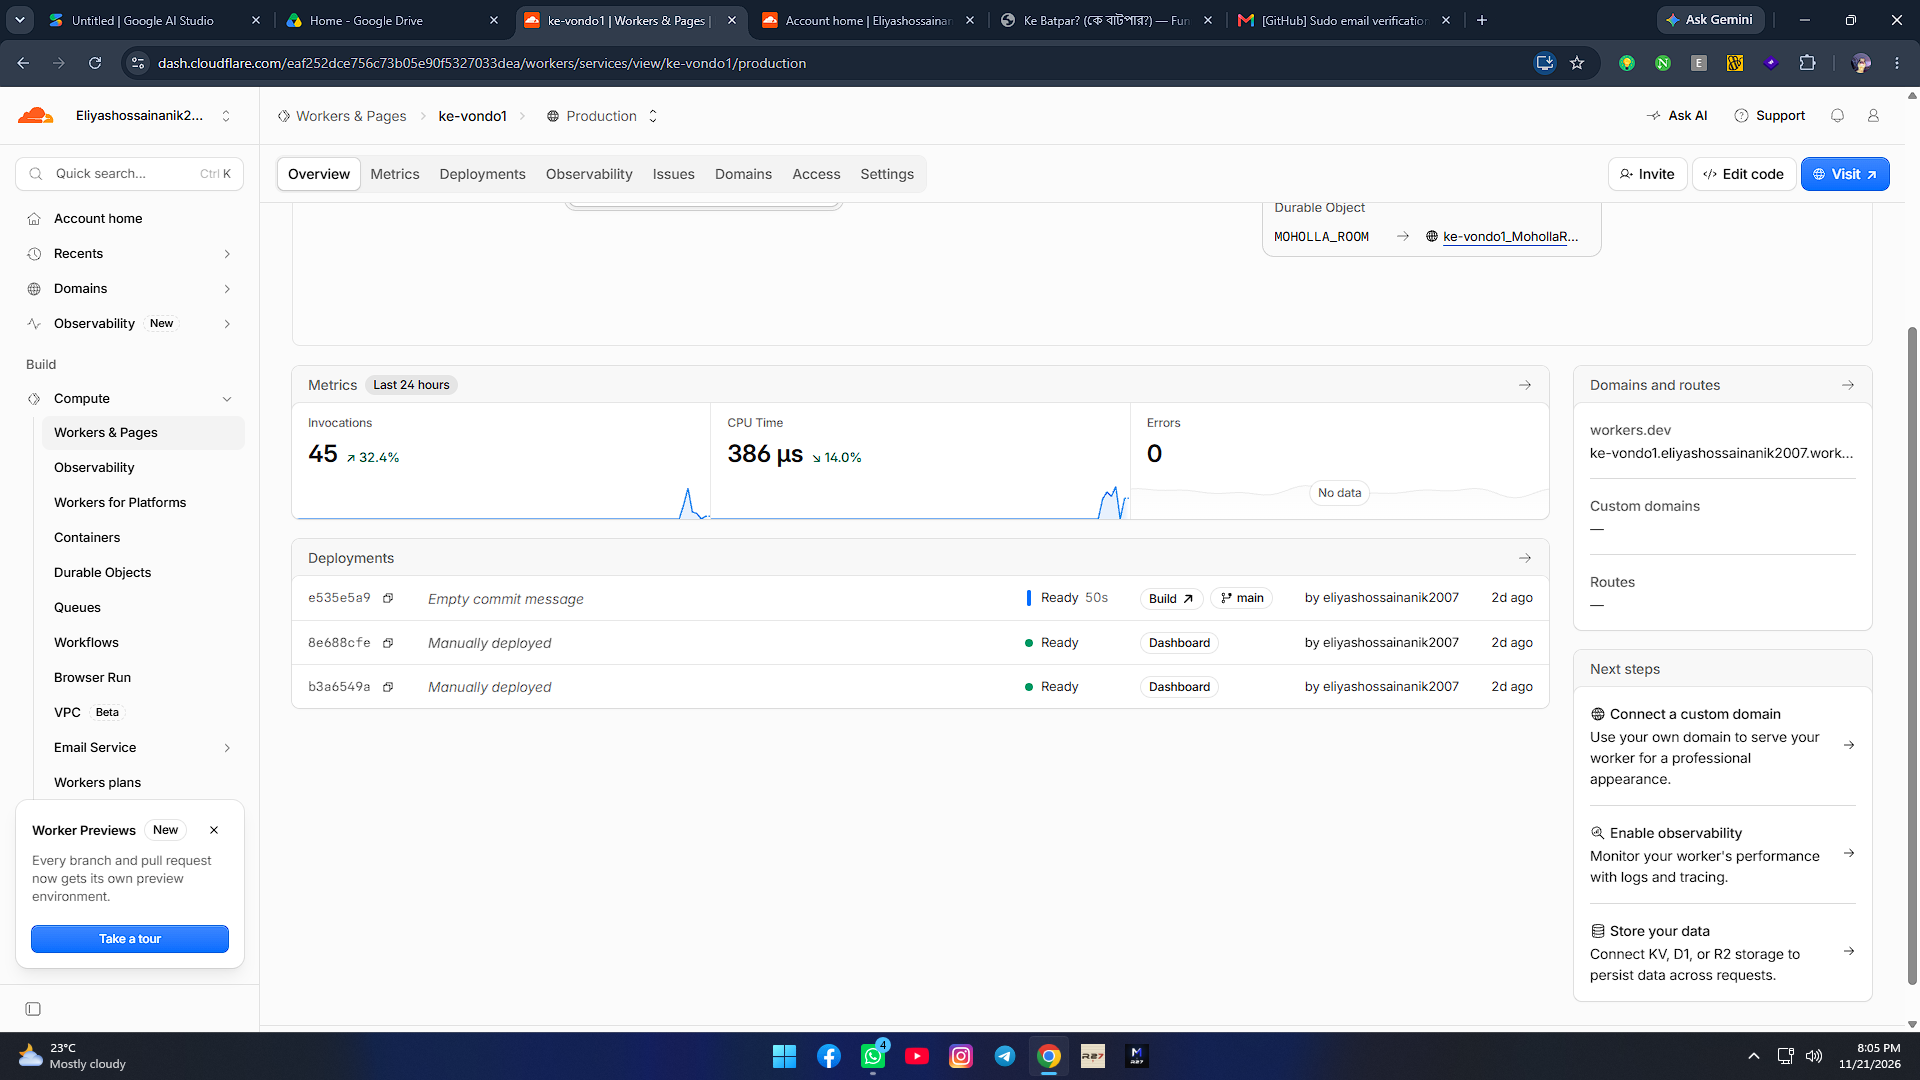 Untitled | Google AI Studio
Home - Google Drive
ke-vondo1 | Workers & Pages |
Account home | Eliyashossainan
Ke Batpar? (কে বাটপার?) — Fun
[GitHub] Sudo email verification
Ask Gemini
dash.cloudflare.com/eaf252dce756c73b05e90f5327033dea/workers/services/view/ke-vondo1/production
Eliyashossainanik2...
Workers & Pages
ke-vondo1
Production
Ask AI
Support
Quick search...
Ctrl K
Overview
Metrics
Deployments
Observability
Issues
Domains
Access
Settings
Invite
Edit code
Visit
Account home
Recents
Domains
Observability
New
Build
Compute
Workers & Pages
Observability
Workers for Platforms
Containers
Durable Objects
Queues
Workflows
Browser Run
VPC
Beta
Email Service
Workers plans
Worker Previews
New
Every branch and pull request
now gets its own preview
environment.
Take a tour
Durable Object
MOHOLLA_ROOM
ke-vondo1_MohollaR...
Metrics
Last 24 hours
Invocations
45
32.4%
CPU Time
386 µs
14.0%
Errors
0
No data
Deployments
e535e5a9
Empty commit message
Ready 50s
Build
main
by eliyashossainanik2007
2d ago
8e688cfe
Manually deployed
Ready
Dashboard
by eliyashossainanik2007
2d ago
b3a6549a
Manually deployed
Ready
Dashboard
by eliyashossainanik2007
2d ago
Domains and routes
workers.dev
ke-vondo1.eliyashossainanik2007.work...
Custom domains
—
Routes
—
Next steps
Connect a custom domain
Use your own domain to serve your
worker for a professional
appearance.
Enable observability
Monitor your worker's performance
with logs and tracing.
Store your data
Connect KV, D1, or R2 storage to
persist data across requests.
23°C
Mostly cloudy
4
8:05 PM
11/21/2026